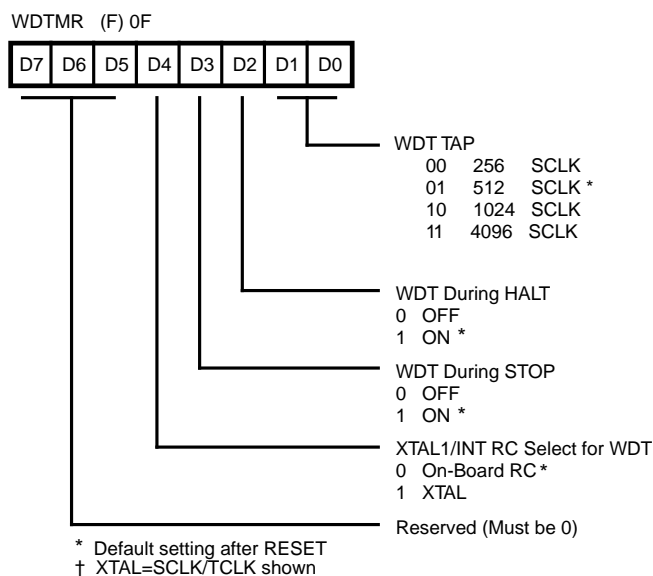 WDTMR (F) 0F
D7 D6 D5 D4 D3 D2 D1 D0
WDT TAP
00 256 SCLK
01 512 SCLK *
10 1024 SCLK
11 4096 SCLK
WDT During HALT
0 OFF
1 ON *
WDT During STOP
0 OFF
1 ON *
XTAL1/INT RC Select for WDT
0 On-Board RC *
1 XTAL
Reserved (Must be 0)
* Default setting after RESET
† XTAL=SCLK/TCLK shown